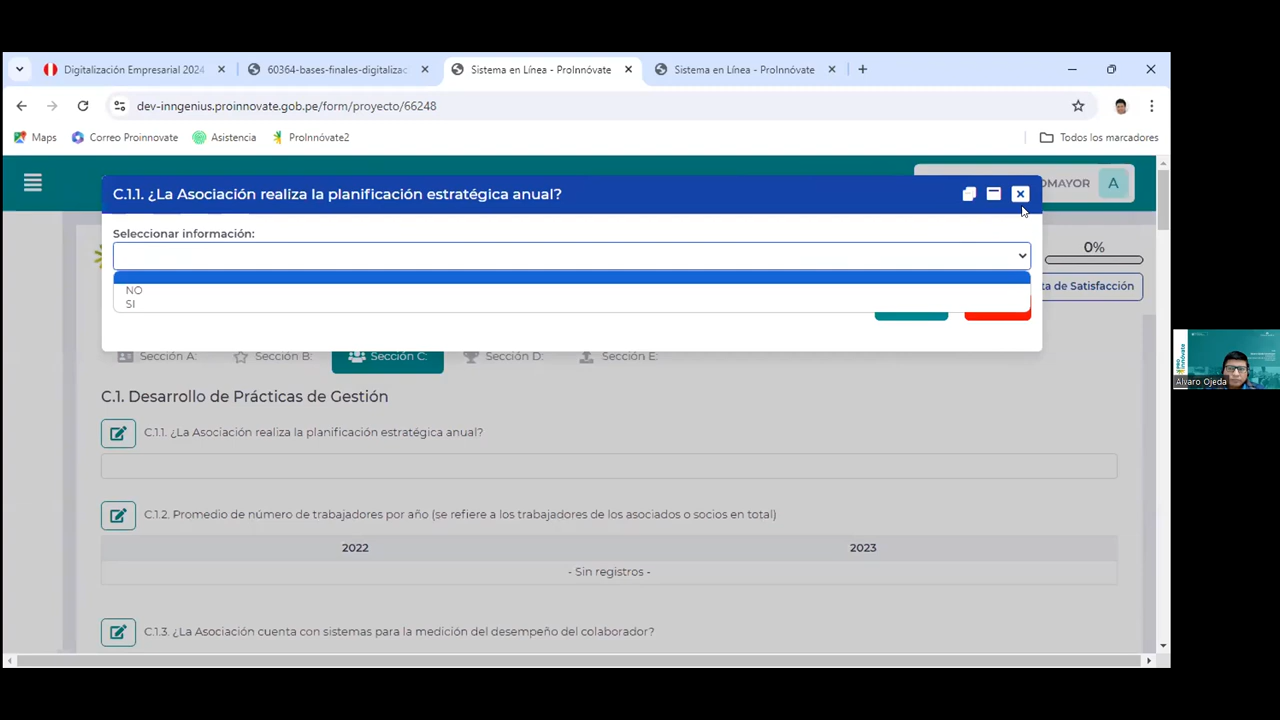 Digitalización Empresarial 2024
60364-bases-finales-digitalizac
Sistema en Línea - ProInnóvate
Sistema en Línea - ProInnóvate
dev-inngenius.proinnovate.gob.pe/form/proyecto/66248
Maps
Correo Proinnovate
Asistencia
ProInnóvate2
Todos los marcadores
C.1.1. ¿La Asociación realiza la planificación estratégica anual?
OMAYOR
A
Seleccionar información:
0%
NO
SI
ta de Satisfacción
Sección A:
Sección B:
Sección C:
Sección D:
Sección E:
C.1. Desarrollo de Prácticas de Gestión
C.1.1. ¿La Asociación realiza la planificación estratégica anual?
C.1.2. Promedio de número de trabajadores por año (se refiere a los trabajadores de los asociados o socios en total)
2022
2023
- Sin registros -
C.1.3. ¿La Asociación cuenta con sistemas para la medición del desempeño del colaborador?
PRO
innóvate
Alvaro Ojeda